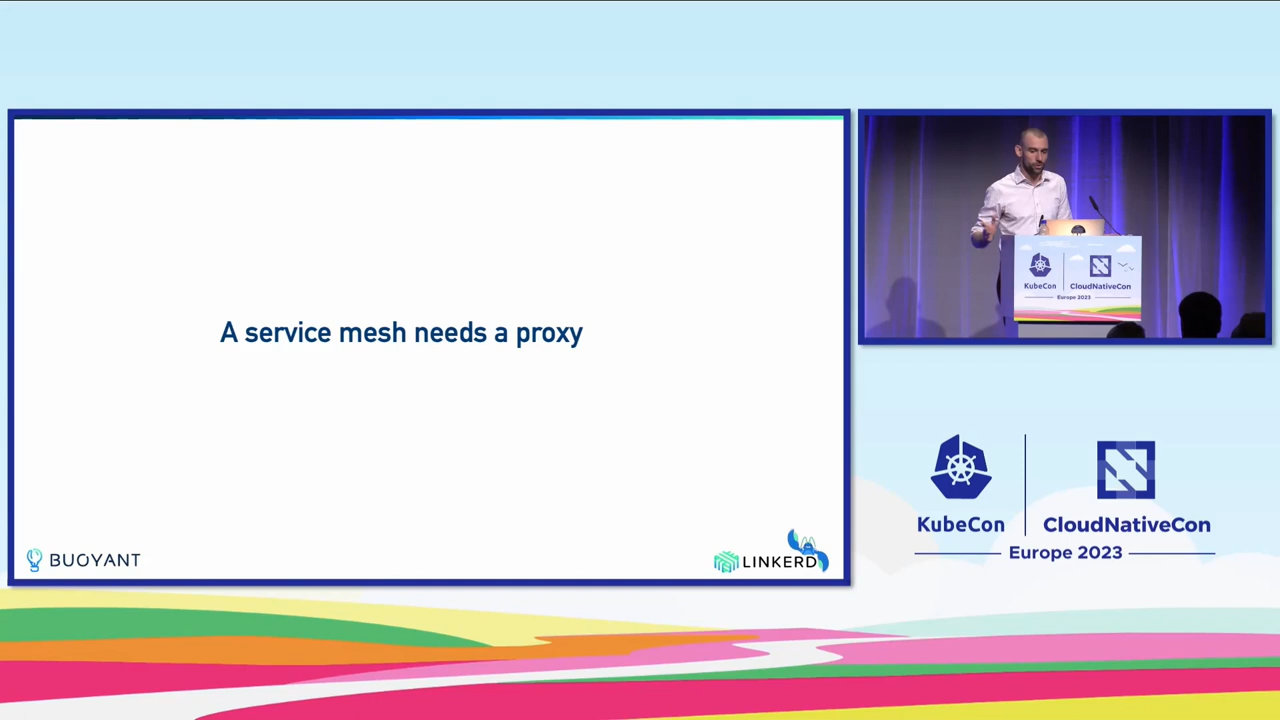 A service mesh needs a proxy
BUOYANT
LINKERD
KubeCon
CloudNativeCon
Europe 2023
KubeCon
CloudNativeCon
Europe 2023